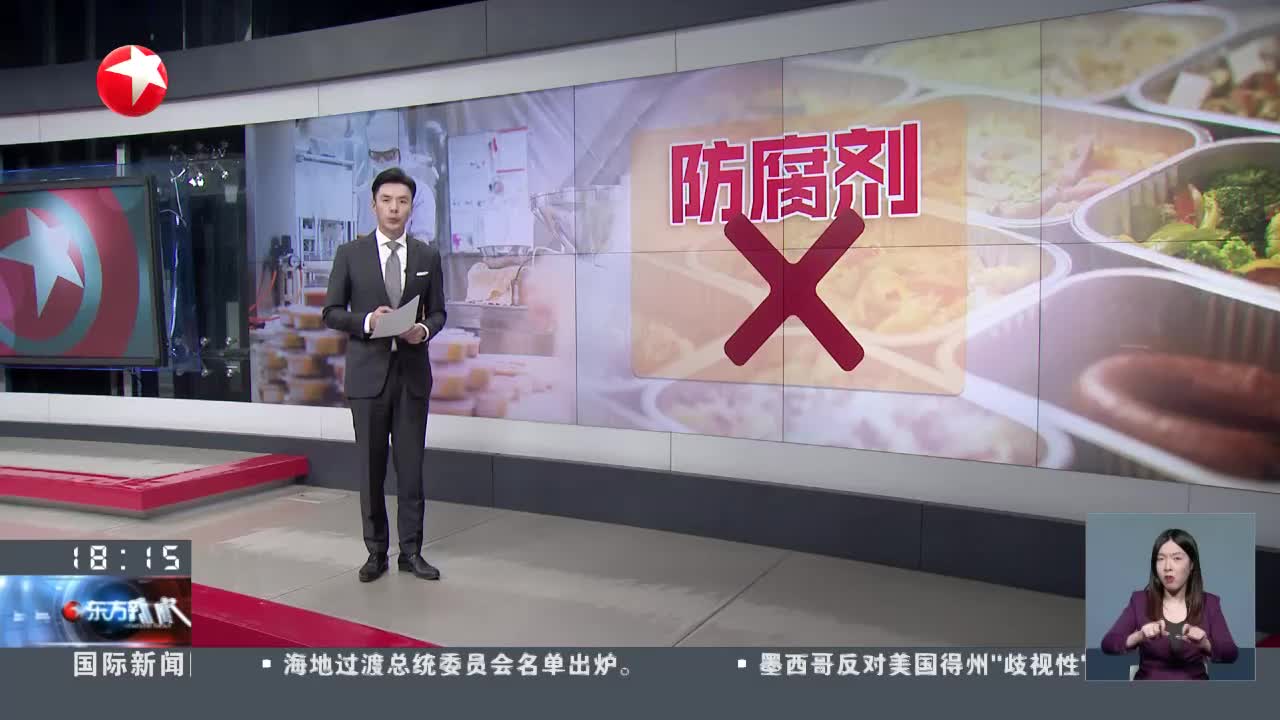 防腐剂
18:15
东方新闻
国际新闻
▪ 海地过渡总统委员会名单出炉。
▪ 墨西哥反对美国得州"歧视性"